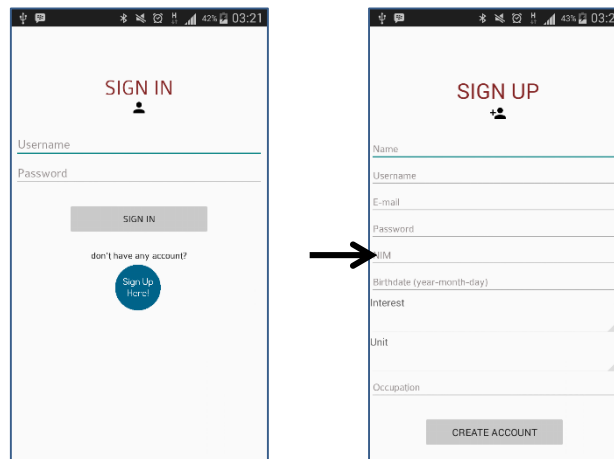 42% 03:21
SIGN IN
Username
Password
SIGN IN
don't have any account?
Sign Up
Here!
43% 03:2
SIGN UP
Name
Username
E-mail
Password
NIM
Birthdate (year-month-day)
Interest
Unit
Occupation
CREATE ACCOUNT